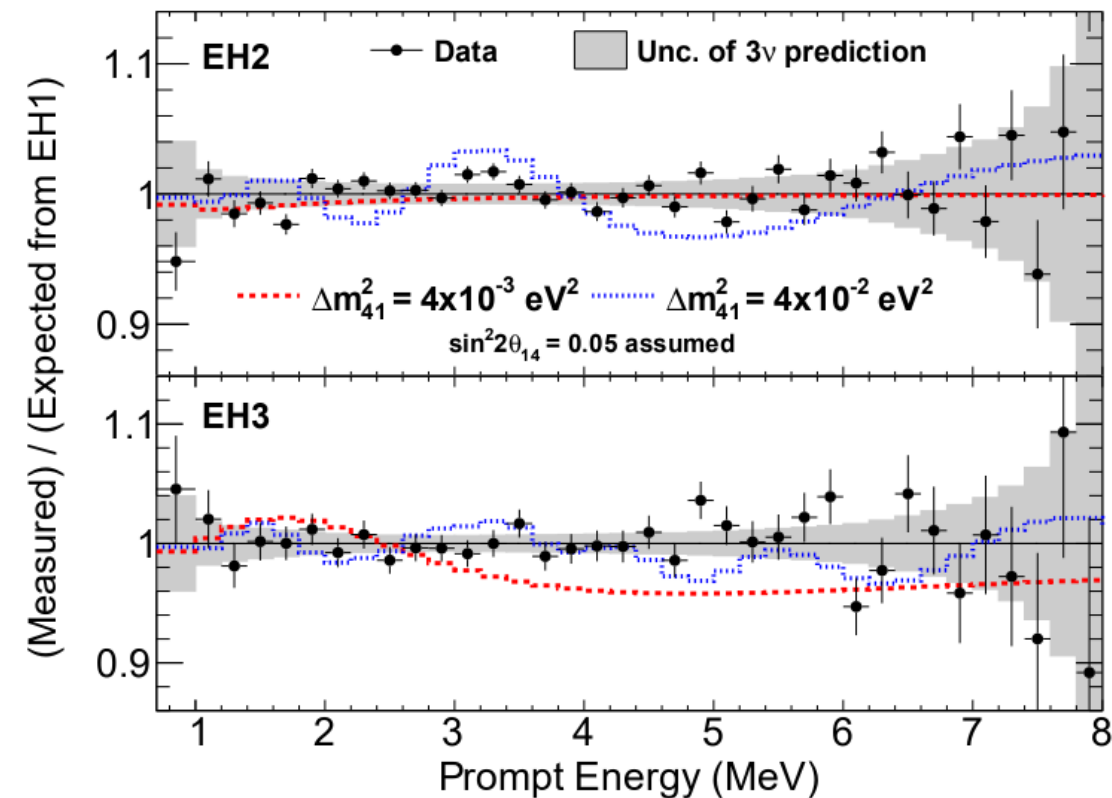 (Measured) / (Expected from EH1)
EH2
Data
Unc. of 3ν prediction
1.1
1
0.9
Δm²₄₁ = 4x10⁻³ eV²
Δm²₄₁ = 4x10⁻² eV²
sin²2θ₁₄ = 0.05 assumed
EH3
1.1
1
0.9
1 2 3 4 5 6 7 8
Prompt Energy (MeV)